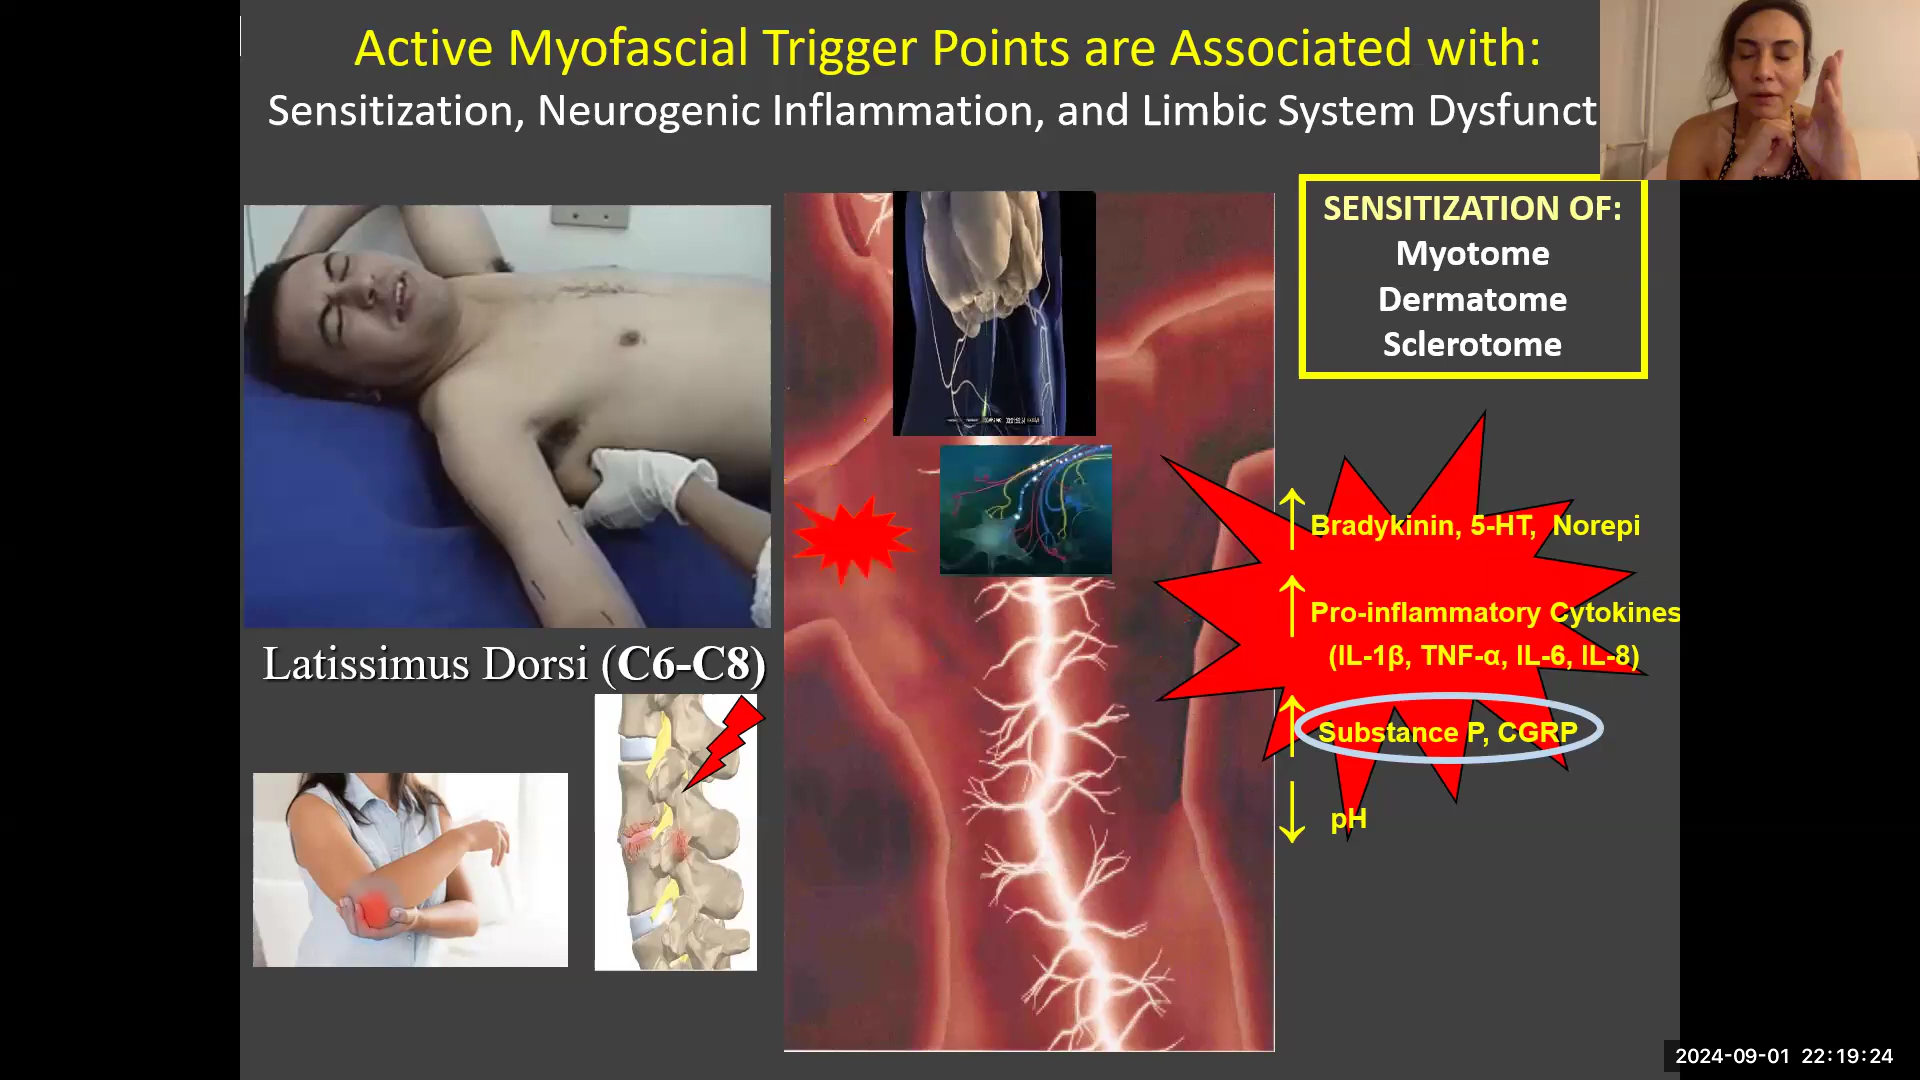 Active Myofascial Trigger Points are Associated with:
Sensitization, Neurogenic Inflammation, and Limbic System Dysfunct
SENSITIZATION OF:
Myotome
Dermatome
Sclerotome
Bradykinin, 5-HT, Norepi
Pro-inflammatory Cytokines
(IL-1β, TNF-α, IL-6, IL-8)
Substance P, CGRP
pH
Latissimus Dorsi (C6-C8)
2024-09-01 22:19:24